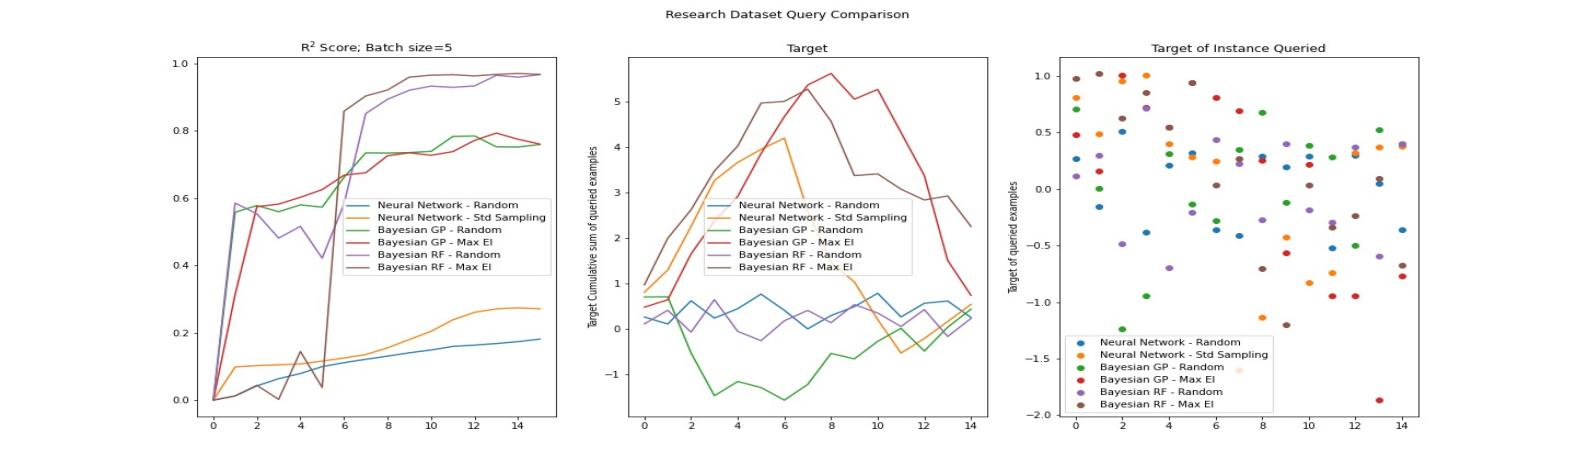 Research Dataset Query Comparison
R² Score; Batch size=5
1.0
0.8
0.6
0.4
0.2
0.0
0 2 4 6 8 10 12 14
Neural Network - Random
Neural Network - Std Sampling
Bayesian GP - Random
Bayesian GP - Max EI
Bayesian RF - Random
Bayesian RF - Max EI
Target
Target Cumulative sum of queried examples
5
4
3
2
1
0
−1
0 2 4 6 8 10 12 14
Neural Network - Random
Neural Network - Std Sampling
Bayesian GP - Random
Bayesian GP - Max EI
Bayesian RF - Random
Bayesian RF - Max EI
Target of Instance Queried
Target of queried examples
1.0
0.5
0.0
−0.5
−1.0
−1.5
−2.0
0 2 4 6 8 10 12 14
Neural Network - Random
Neural Network - Std Sampling
Bayesian GP - Random
Bayesian GP - Max EI
Bayesian RF - Random
Bayesian RF - Max EI